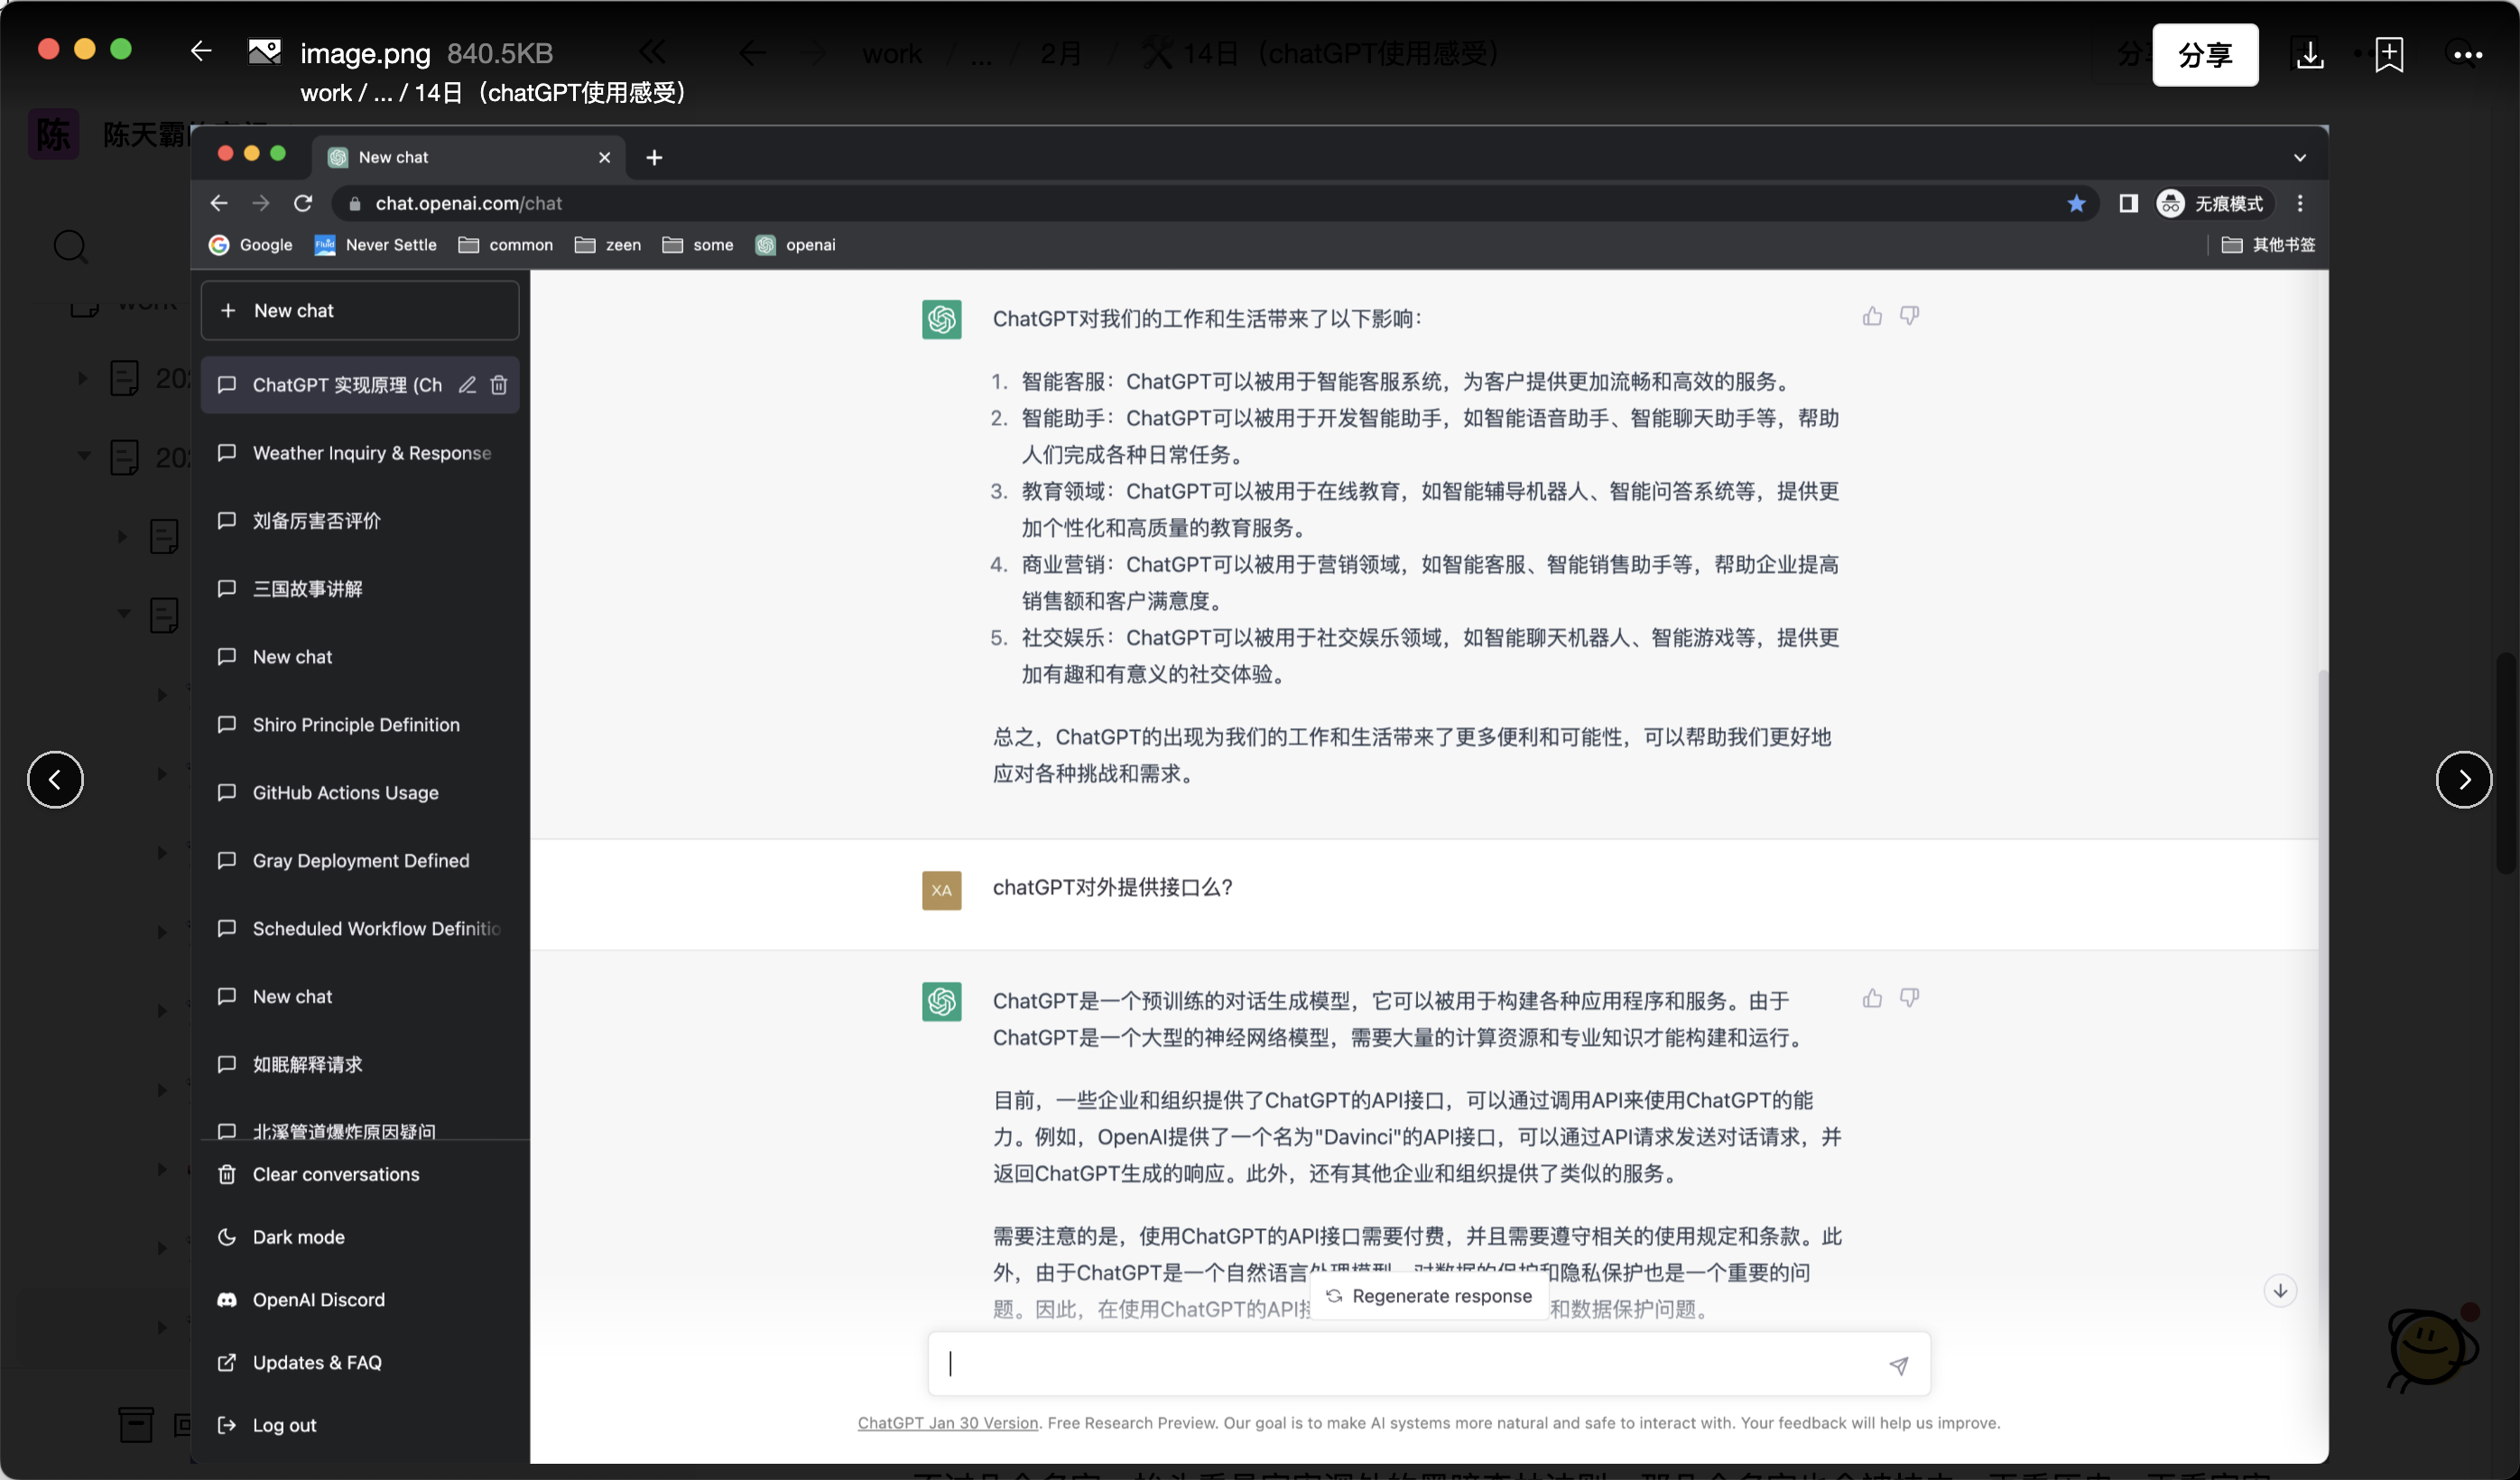 image.png 840.5KB
work / ... / 14日（chatGPT使用感受）
work / ... / 2月 / 14日（chatGPT使用感受）
分享
陈
陈天霸
New chat
chat.openai.com/chat
无痕模式
Google
Never Settle
common
zeen
some
openai
其他书签
New chat
ChatGPT 实现原理 (Ch
Weather Inquiry & Response
刘备厉害否评价
三国故事讲解
New chat
Shiro Principle Definition
GitHub Actions Usage
Gray Deployment Defined
Scheduled Workflow Definitio
New chat
如眠解释请求
北溪管道爆炸原因疑问
Clear conversations
Dark mode
OpenAI Discord
Updates & FAQ
Log out
ChatGPT对我们的工作和生活带来了以下影响：
1. 智能客服：ChatGPT可以被用于智能客服系统，为客户提供更加流畅和高效的服务。
2. 智能助手：ChatGPT可以被用于开发智能助手，如智能语音助手、智能聊天助手等，帮助
人们完成各种日常任务。
3. 教育领域：ChatGPT可以被用于在线教育，如智能辅导机器人、智能问答系统等，提供更
加个性化和高质量的教育服务。
4. 商业营销：ChatGPT可以被用于营销领域，如智能客服、智能销售助手等，帮助企业提高
销售额和客户满意度。
5. 社交娱乐：ChatGPT可以被用于社交娱乐领域，如智能聊天机器人、智能游戏等，提供更
加有趣和有意义的社交体验。
总之，ChatGPT的出现为我们的工作和生活带来了更多便利和可能性，可以帮助我们更好地
应对各种挑战和需求。
XA
chatGPT对外提供接口么?
ChatGPT是一个预训练的对话生成模型，它可以被用于构建各种应用程序和服务。由于
ChatGPT是一个大型的神经网络模型，需要大量的计算资源和专业知识才能构建和运行。
目前，一些企业和组织提供了ChatGPT的API接口，可以通过调用API来使用ChatGPT的能
力。例如，OpenAI提供了一个名为"Davinci"的API接口，可以通过API请求发送对话请求，并
返回ChatGPT生成的响应。此外，还有其他企业和组织提供了类似的服务。
需要注意的是，使用ChatGPT的API接口需要付费，并且需要遵守相关的使用规定和条款。此
外，由于ChatGPT是一个自然语言处理模型，对数据的保护和隐私保护也是一个重要的问
题。因此，在使用ChatGPT的API 和数据保护问题。
Regenerate response
ChatGPT Jan 30 Version. Free Research Preview. Our goal is to make AI systems more natural and safe to interact with. Your feedback will help us improve.